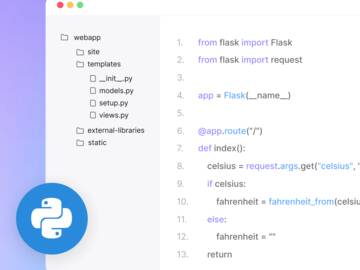 webapp
site
templates
__init__.py
models.py
setup.py
views.py
external-libraries
static
1. from flask import Flask
2. from flask import request
3.
4. app = Flask(__name__)
5.
6. @app.route("/")
7. def index():
8. celsius = request.args.get("celsius", "
9. if celsius:
10. fahrenheit = fahrenheit_from(celsiu
11. else:
12. fahrenheit = ""
13. return